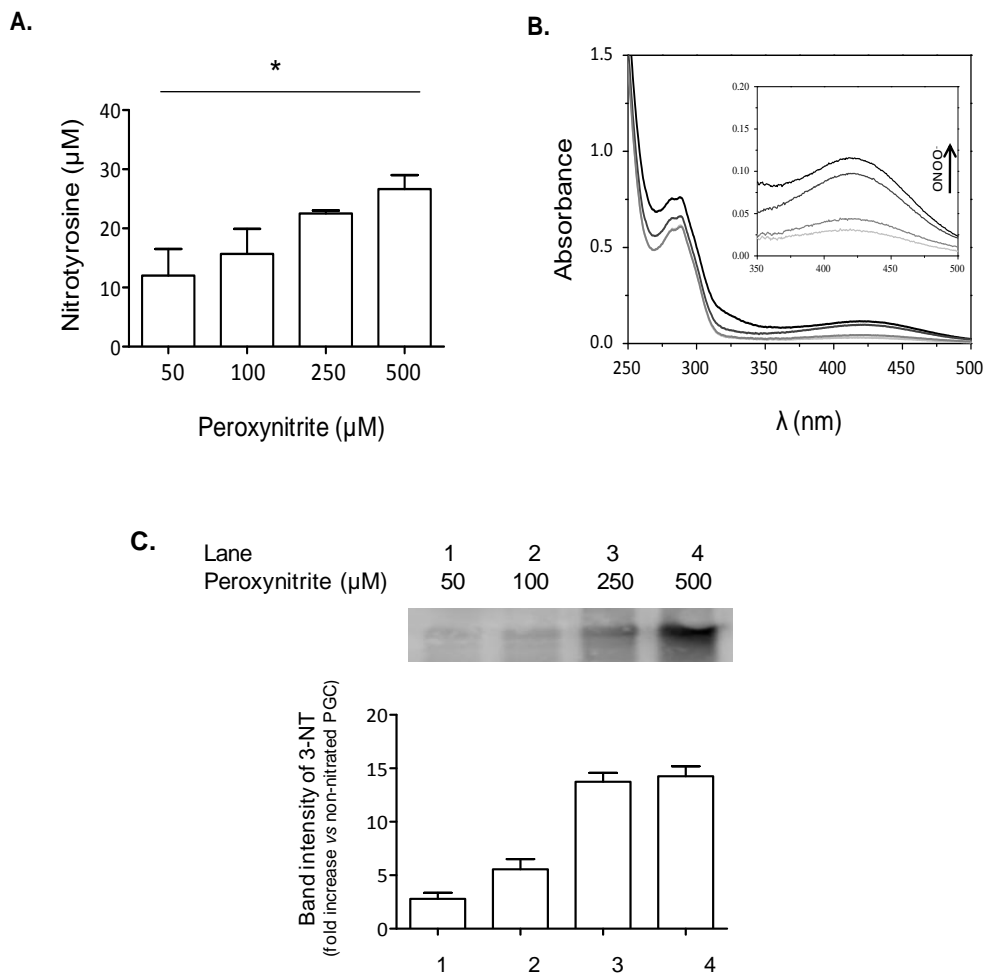 A.
*
Nitrotyrosine (µM)
40
30
20
10
0
50 100 250 500
Peroxynitrite (µM)
B.
Absorbance
1.5
1.0
0.5
0.0
250 300 350 400 450 500
λ (nm)
0.20
0.15
0.10
0.05
0.00
350 400 450 500
ONOO-
C.
Lane 1 2 3 4
Peroxynitrite (µM) 50 100 250 500
Band intensity of 3-NT
(fold increase vs non-nitrated PGC)
20
15
10
5
0
1 2 3 4